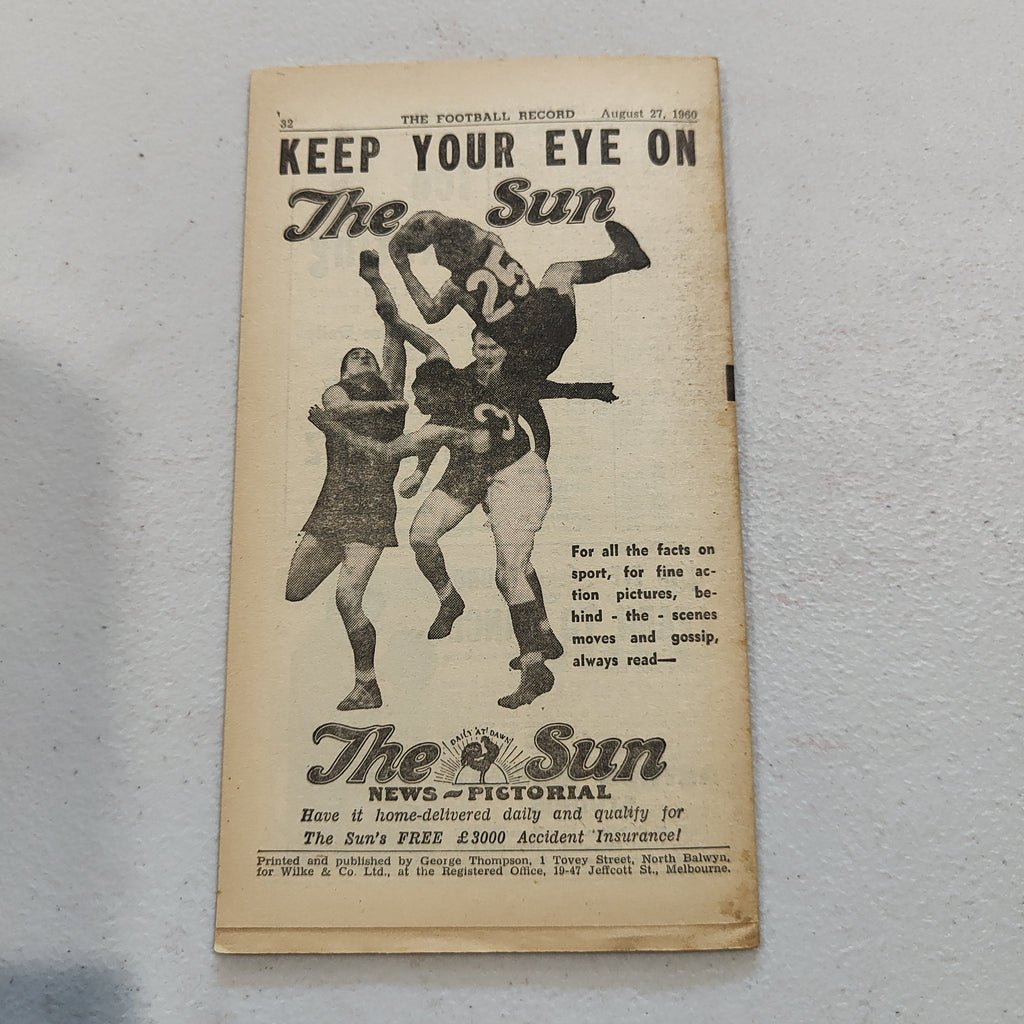 32 THE FOOTBALL RECORD August 27, 1960
KEEP YOUR EYE ON
The Sun
25
3
For all the facts on
sport, for fine ac-
tion pictures, be-
hind - the - scenes
moves and gossip,
always read—
The Sun
DAILY AT DAWN
NEWS - PICTORIAL
Have it home-delivered daily and qualify for
The Sun's FREE £3000 Accident Insurance!
Printed and published by George Thompson, 1 Tovey Street, North Balwyn,
for Wilke & Co. Ltd., at the Registered Office, 19-47 Jeffcott St., Melbourne.